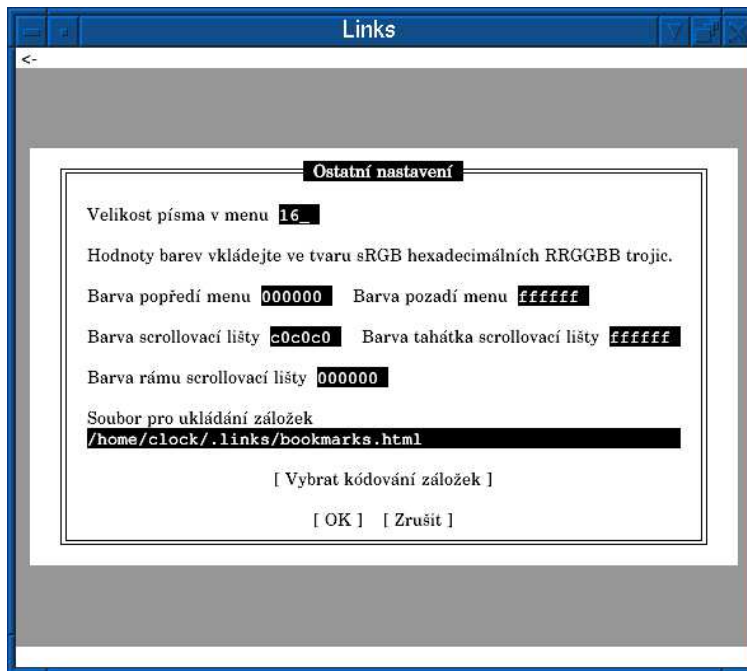 Links
<-
Ostatní nastavení
Velikost písma v menu 16_
Hodnoty barev vkládejte ve tvaru sRGB hexadecimálních RRGGBB trojic.
Barva popředí menu 000000 Barva pozadí menu ffffff
Barva scrollovací lišty c0c0c0 Barva tahátka scrollovací lišty ffffff
Barva rámu scrollovací lišty 000000
Soubor pro ukládání záložek
/home/clock/.links/bookmarks.html
[ Vybrat kódování záložek ]
[ OK ] [ Zrušit ]